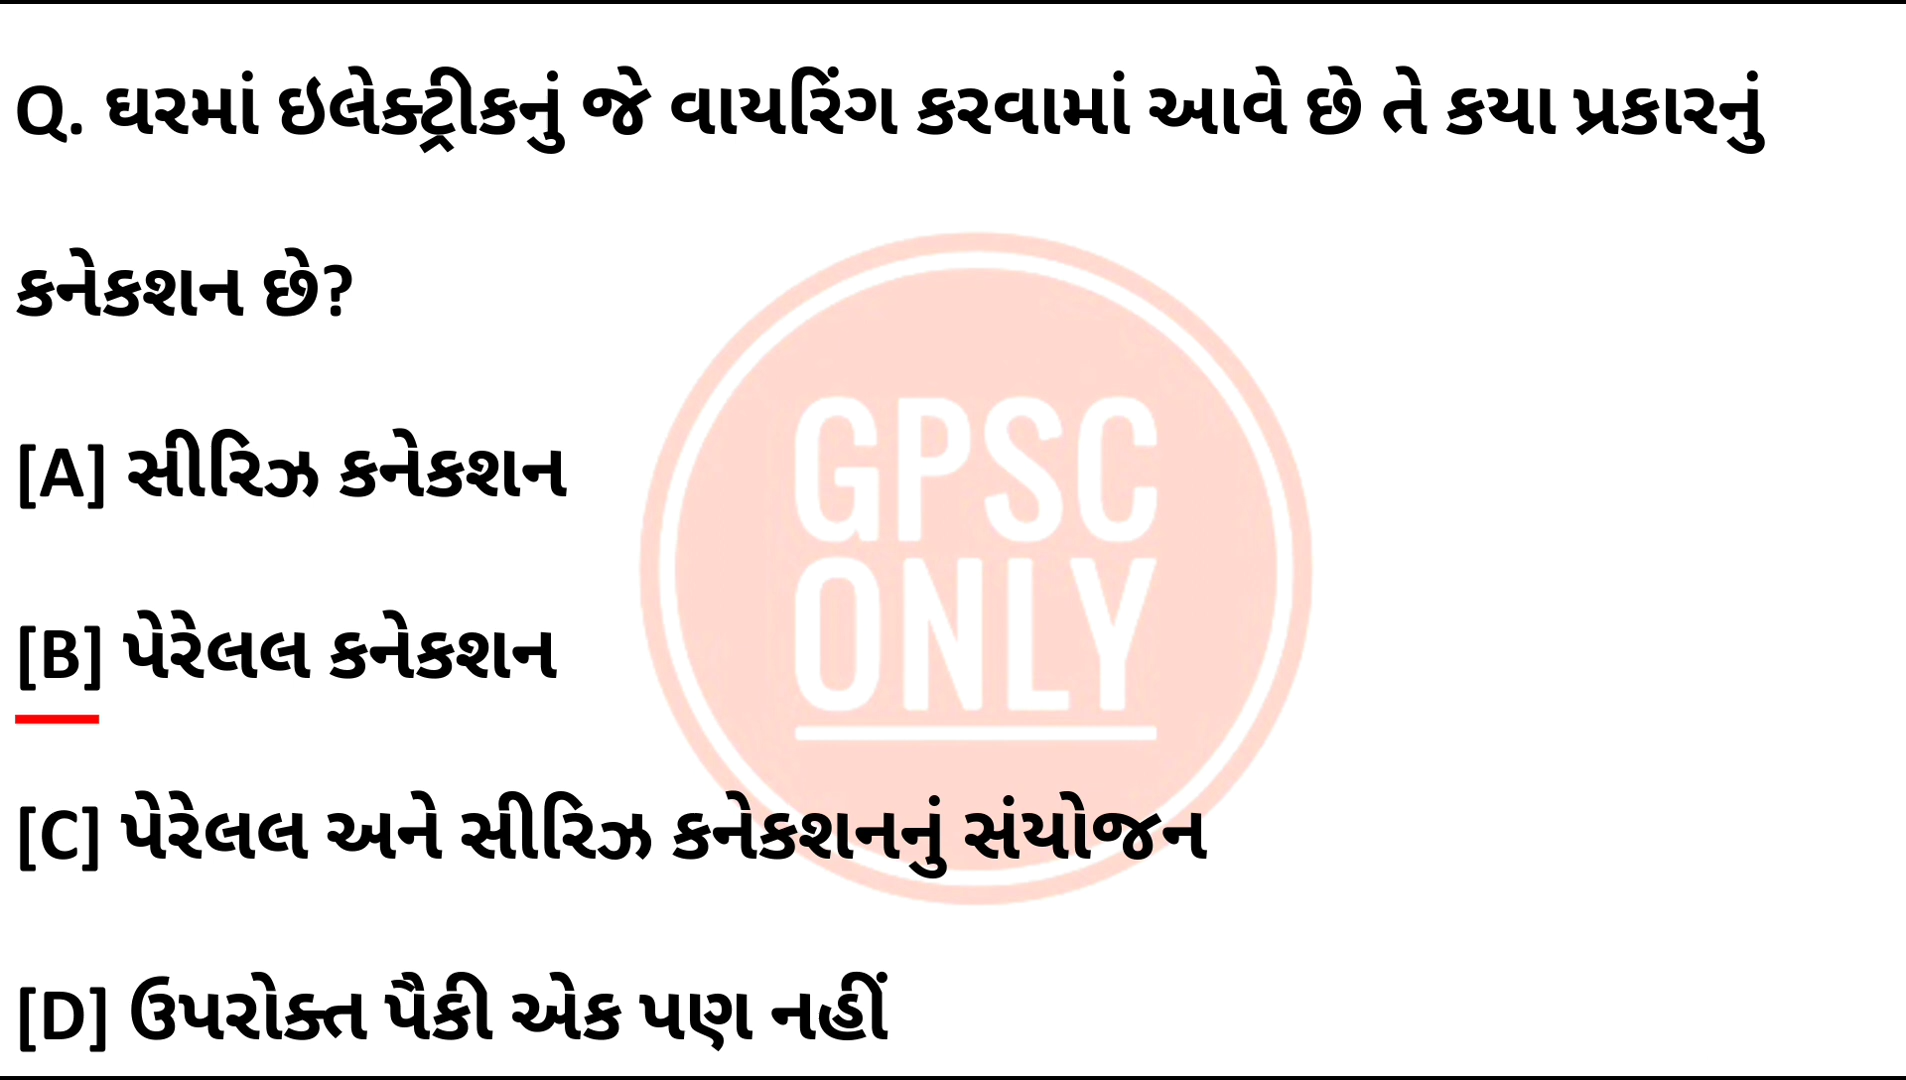 Q. ઘરમાં ઇલેક્ટ્રીકનું જે વાયરિંગ કરવામાં આવે છે તે કયા પ્રકારનું
કનેકશન છે?
[A] સીરિઝ કનેકશન
[B] પેરેલલ કનેકશન
[C] પેરેલલ અને સીરિઝ કનેકશનનું સંયોજન
[D] ઉપરોક્ત પૈકી એક પણ નહીં
GPSC
ONLY